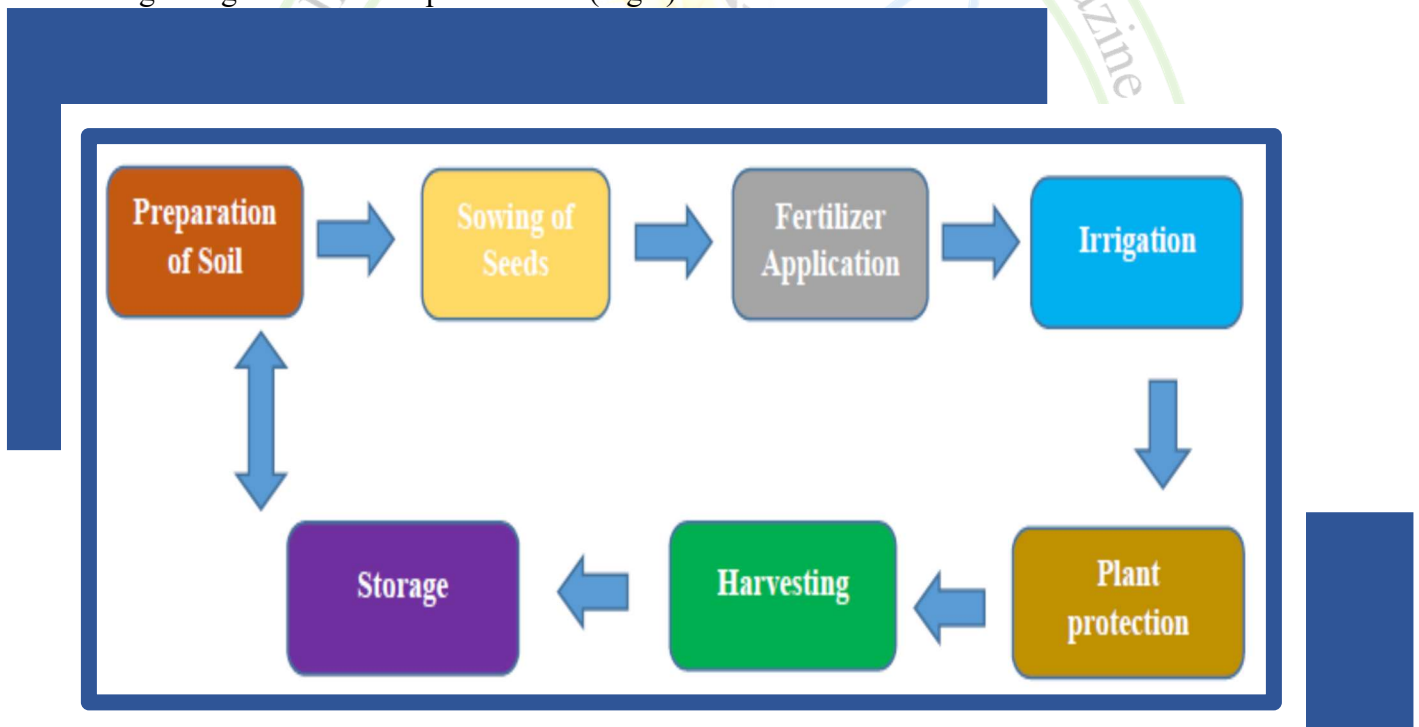 Preparation
of Soil
Sowing of
Seeds
Fertilizer
Application
Irrigation
Storage
Harvesting
Plant
protection